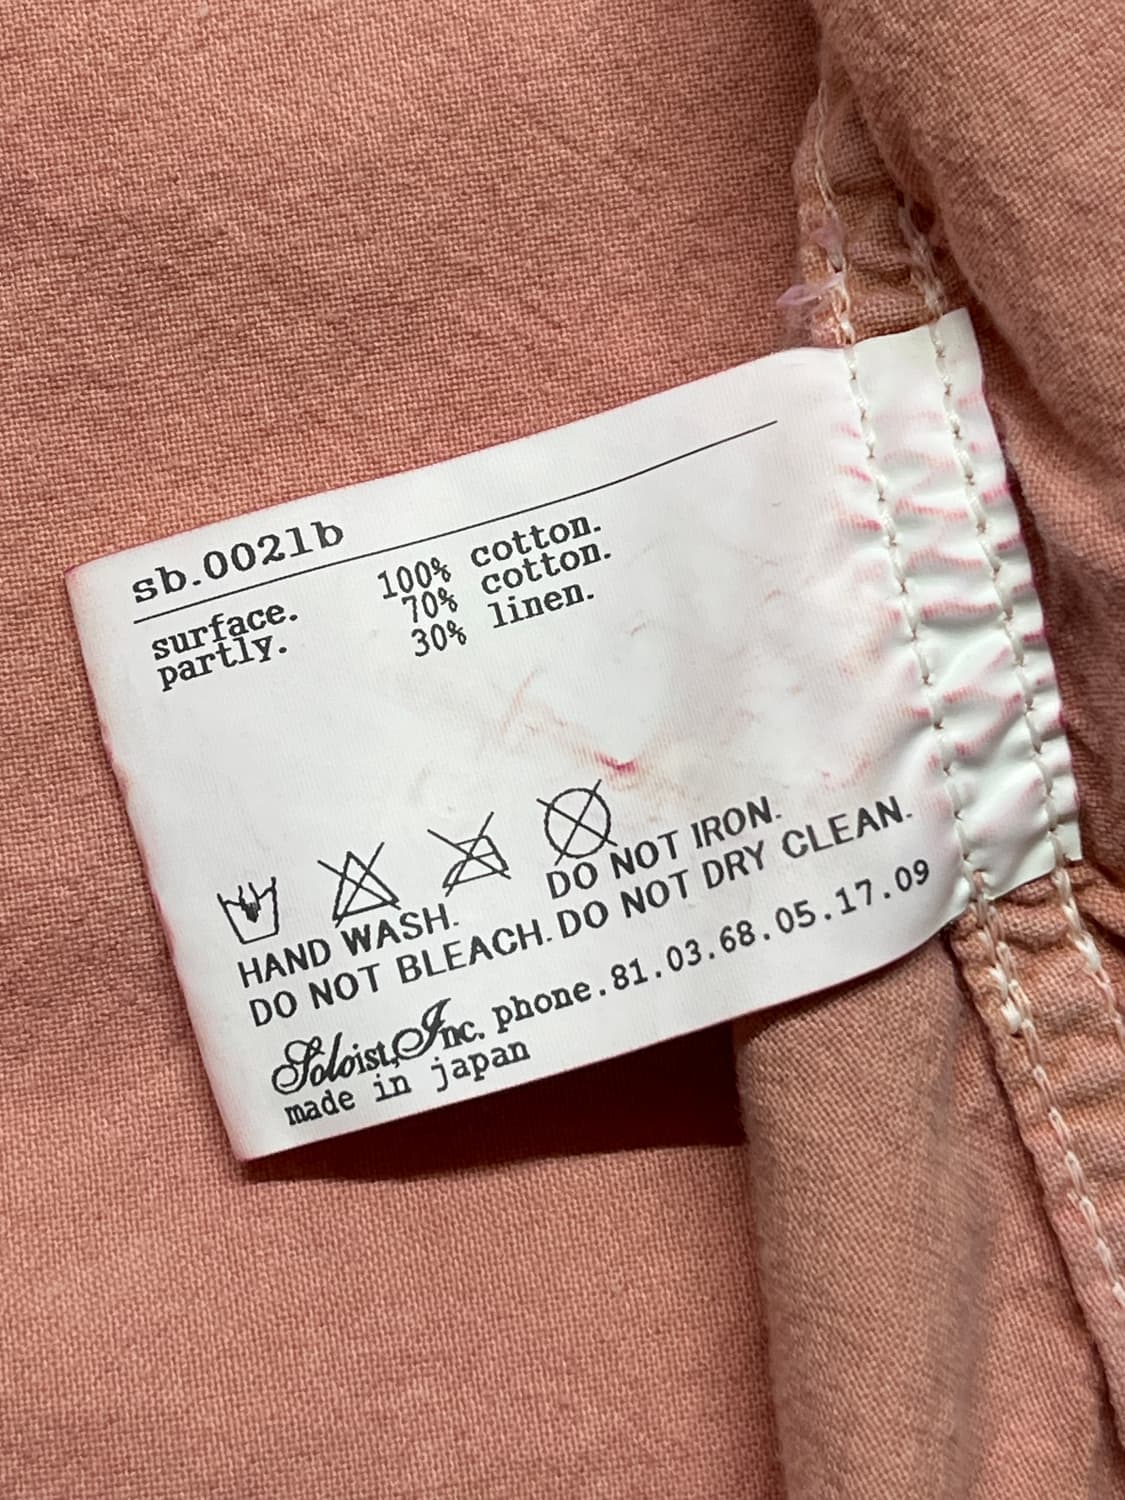 sb.0021b
surface. 100% cotton.
partly. 70% cotton.
30% linen.
HAND WASH. DO NOT IRON.
DO NOT BLEACH. DO NOT DRY CLEAN.
Soloist, Inc. phone.81.03.68.05.17.09
made in japan